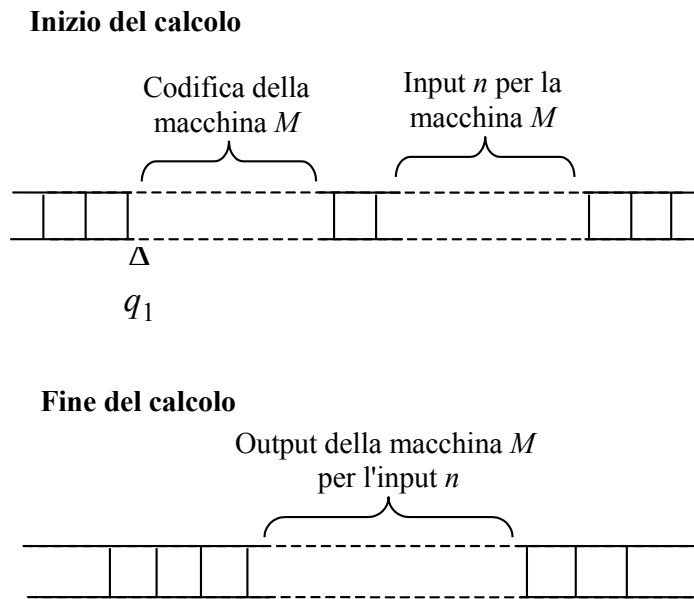 Inizio del calcolo
Codifica della
macchina M
Input n per la
macchina M
Δ
q1
Fine del calcolo
Output della macchina M
per l'input n